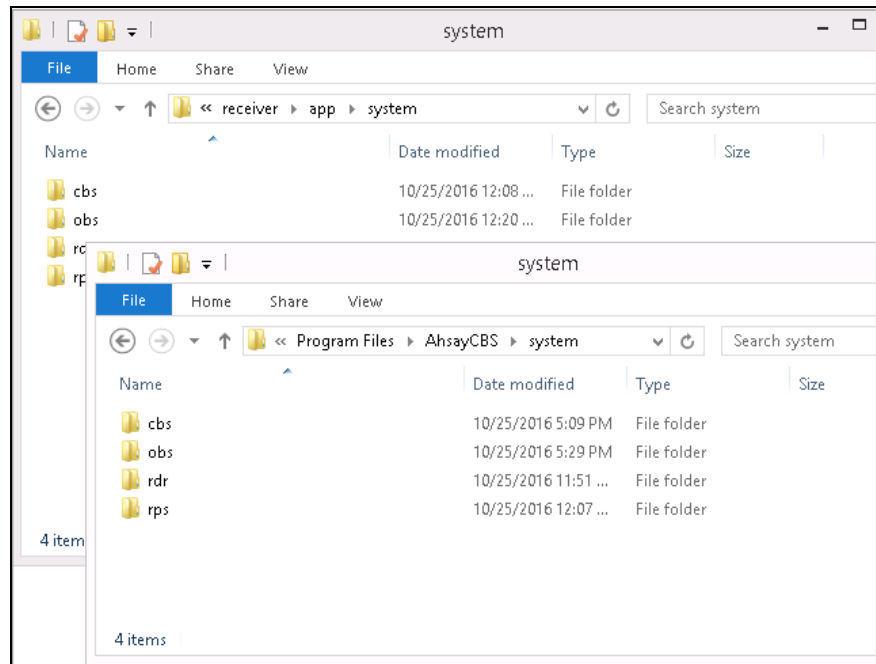 system
File Home Share View
« receiver app system Search system
Name Date modified Type Size
cbs 10/25/2016 12:08 ... File folder
obs 10/25/2016 12:20 ... File folder
4 item
system
File Home Share View
« Program Files AhsayCBS system Search system
Name Date modified Type Size
cbs 10/25/2016 5:09 PM File folder
obs 10/25/2016 5:29 PM File folder
rdr 10/25/2016 11:51 ... File folder
rps 10/25/2016 12:07 ... File folder
4 items